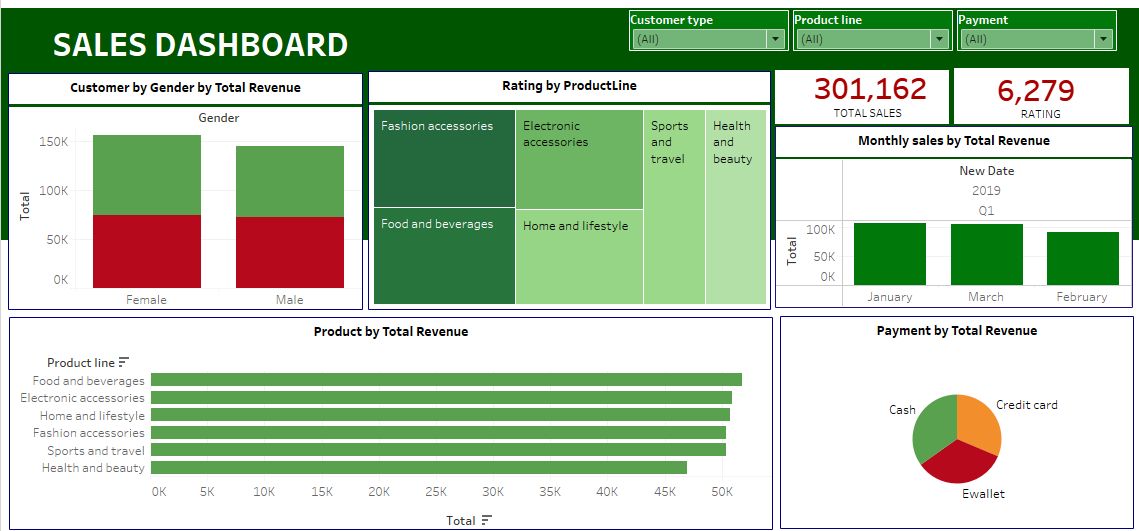 SALES DASHBOARD
Customer type
(All)
Product line
(All)
Payment
(All)
Customer by Gender by Total Revenue
Gender
Total
150K
100K
50K
0K
Female
Male
Rating by ProductLine
Fashion accessories
Food and beverages
Electronic
accessories
Home and lifestyle
Sports
and
travel
Health
and
beauty
301,162
TOTAL SALES
6,279
RATING
Monthly sales by Total Revenue
New Date
2019
Q1
Total
100K
50K
0K
January
March
February
Product by Total Revenue
Product line
Food and beverages
Electronic accessories
Home and lifestyle
Fashion accessories
Sports and travel
Health and beauty
0K 5K 10K 15K 20K 25K 30K 35K 40K 45K 50K
Total
Payment by Total Revenue
Cash
Credit card
Ewallet